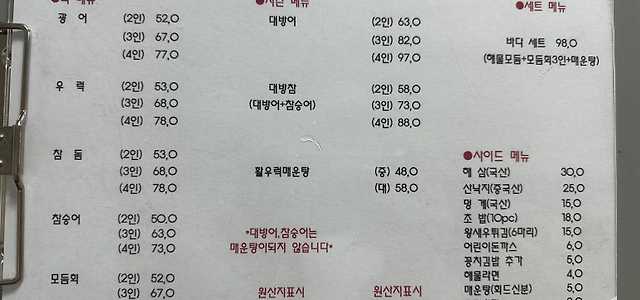 메뉴
광 어 (2인) 52,0
(3인) 67,0
(4인) 77,0
우 럭 (2인) 53,0
(3인) 68,0
(4인) 78,0
참 돔 (2인) 53,0
(3인) 68,0
(4인) 78,0
참숭어 (2인) 50,0
(3인) 63,0
(4인) 73,0
모듬회 (2인) 52,0
(3인) 67,0
메뉴
대방어 (2인) 63,0
(3인) 82,0
(4인) 97,0
대방참 (2인) 58,0
(대방어+참숭어) (3인) 73,0
(4인) 88,0
활우럭매운탕 (중) 48,0
(대) 58,0
*대방어,참숭어는
매운탕이되지 않습니다*
원산지표시 원산지표시
●세트 메뉴
바다 세트 98,0
(해물모듬+모듬회3인+매운탕)
●사이드 메뉴
해 삼(국산) 30,0
산낙지(중국산) 25,0
멍 게(국산) 15,0
초 밥(10pc) 18,0
왕새우튀김(6마리) 15,0
어린이돈까스 6,0
꽁치김밥 추가 5,0
해물라면 4,0
매운탕(회드신분) 5,0